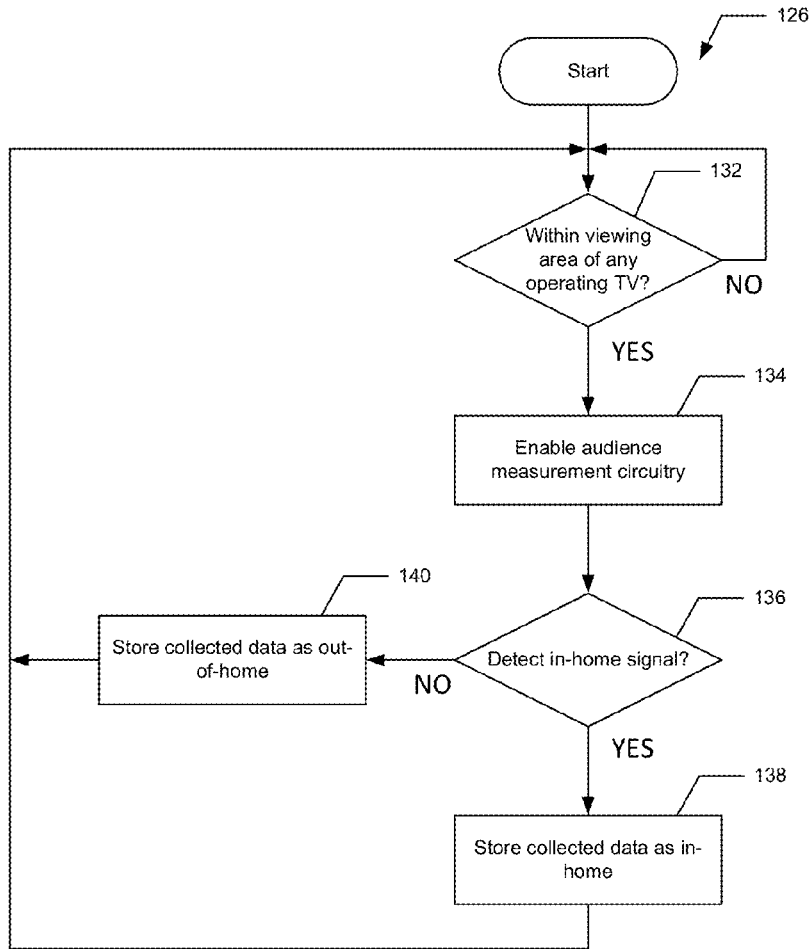 126
Start
132
Within viewing
area of any
operating TV?
NO
YES
134
Enable audience
measurement circuitry
140
136
Store collected data as out-
of-home
Detect in-home signal?
NO
YES
138
Store collected data as in-
home